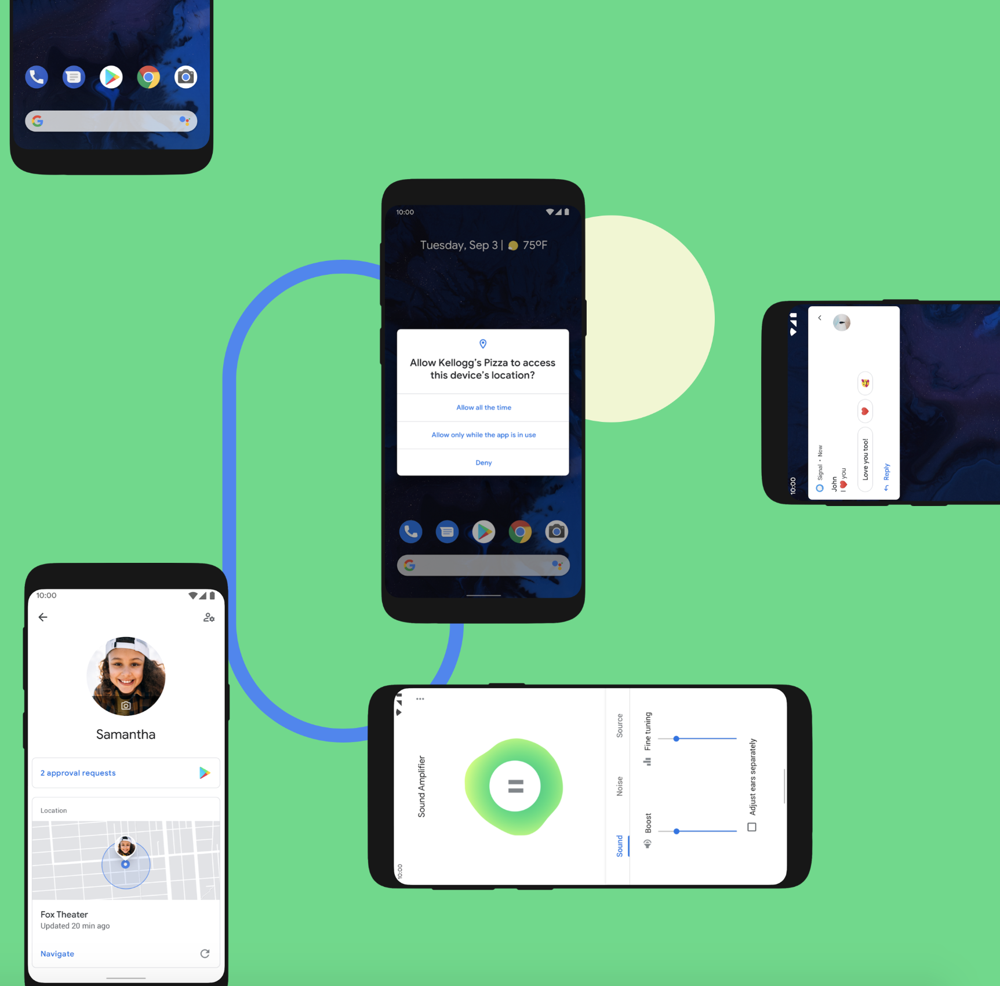 10:00
Tuesday, Sep 3 | 75ºF
Allow Kellogg's Pizza to access
this device's location?
Allow all the time
Allow only while the app is in use
Deny
10:00
Signal • Now
John
I ❤️ you
Love you too!
❤️
🥰
Reply
10:00
Samantha
2 approval requests
Location
Fox Theater
Updated 20 min ago
Navigate
10:00
Sound Amplifier
Sound
Noise
Source
Boost
Fine tuning
Adjust ears separately